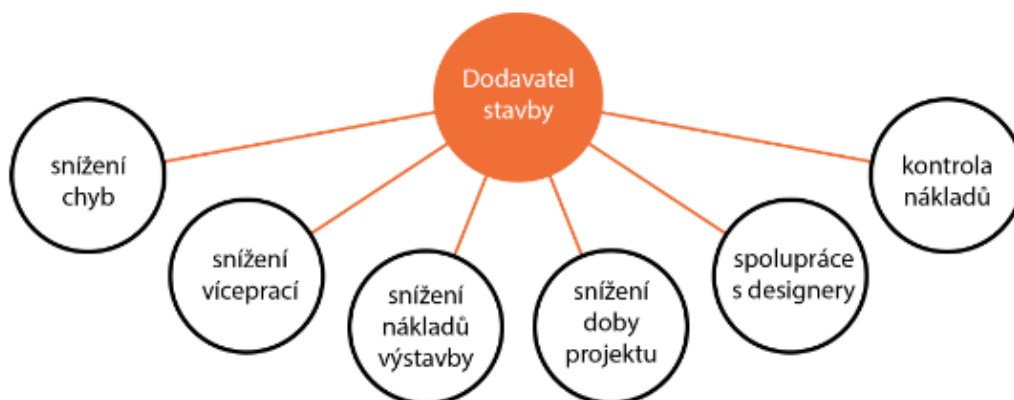 Dodavatel
stavby
snížení
chyb
snížení
víceprací
snížení
nákladů
výstavby
snížení
doby
projektu
spolupráce
s designery
kontrola
nákladů